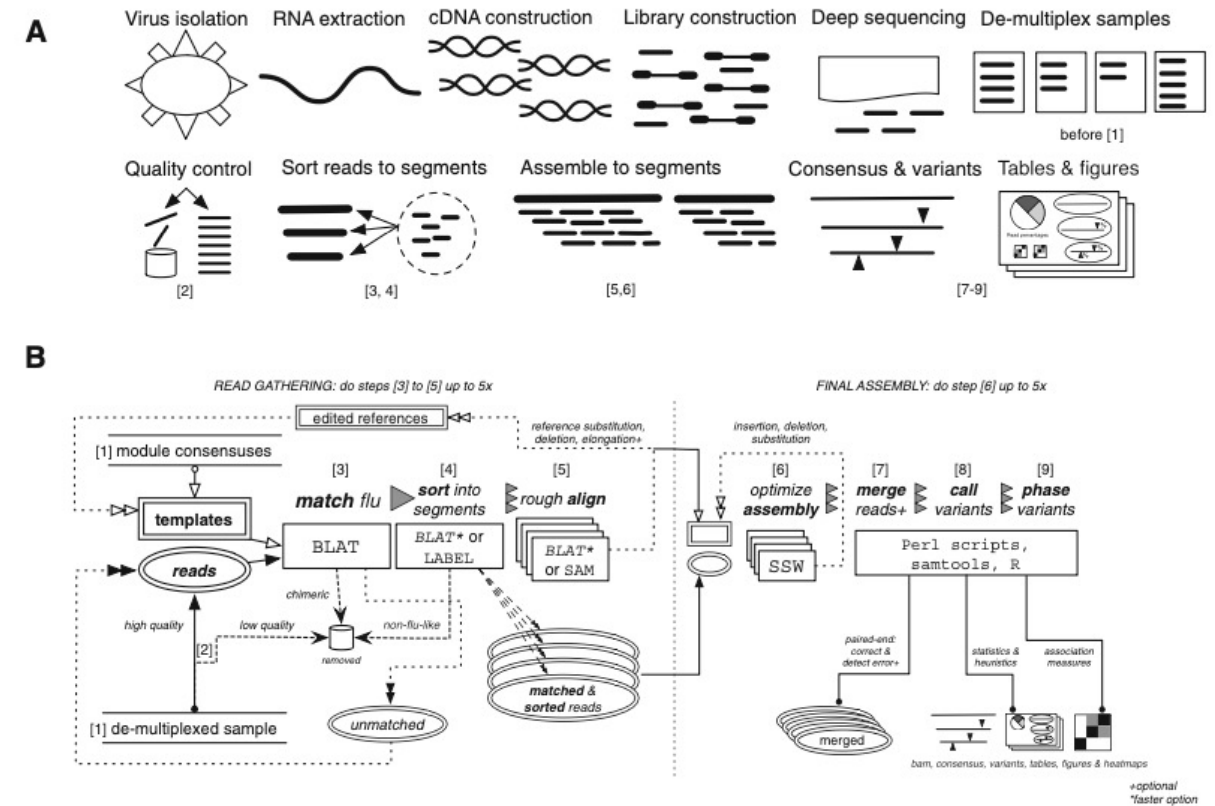 A
Virus isolation
RNA extraction
cDNA construction
Library construction
Deep sequencing
De-multiplex samples
before [1]
Quality control
Sort reads to segments
Assemble to segments
Consensus & variants
Tables & figures
Read percentages
[2]
[3, 4]
[5,6]
[7-9]
B
READ GATHERING: do steps [3] to [5] up to 5x
FINAL ASSEMBLY: do step [6] up to 5x
edited references
reference substitution,
deletion, elongation+
insertion, deletion,
substitution
[1] module consensuses
[3]
match flu
[4]
sort into
segments
[5]
rough align
[6]
optimize
assembly
[7]
merge
reads+
[8]
call
variants
[9]
phase
variants
templates
reads
BLAT
BLAT* or
LABEL
BLAT*
or SAM
SSW
Perl scripts,
samtools, R
chimeric
high quality
low quality
non-flu-like
[2]
removed
matched &
sorted reads
unmatched
[1] de-multiplexed sample
paired-end:
correct &
detect error+
statistics &
heuristics
association
measures
merged
bam, consensus, variants, tables, figures & heatmaps
+optional
*faster option